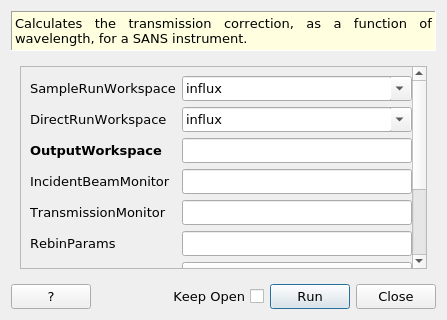 Calculates the transmission correction, as a function of
wavelength, for a SANS instrument.
SampleRunWorkspace influx
DirectRunWorkspace influx
OutputWorkspace
IncidentBeamMonitor
TransmissionMonitor
RebinParams
? Keep Open Run Close